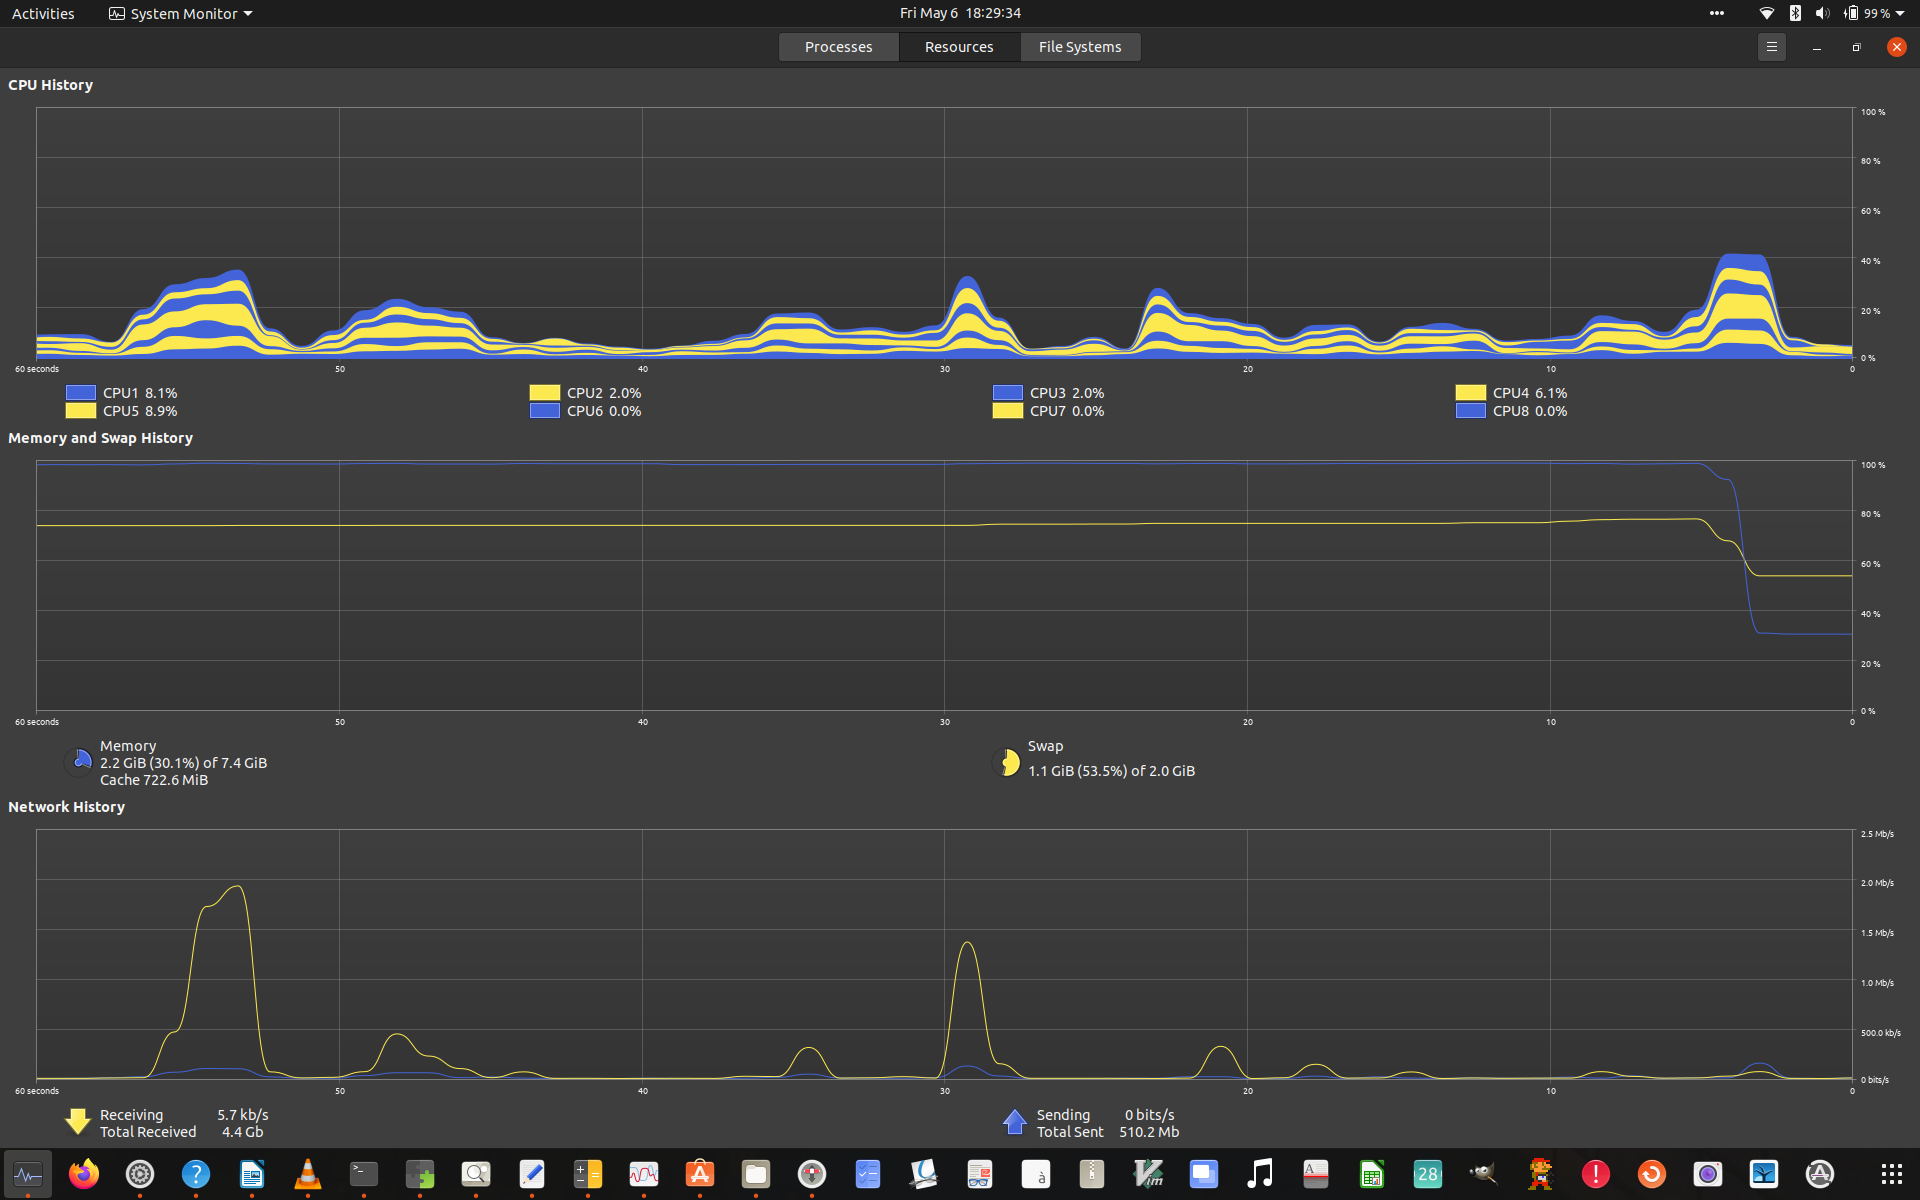 Activities System Monitor Fri May 6 18:29:34 99 %
Processes Resources File Systems
CPU History
100 %
80 %
60 %
40 %
20 %
0 %
60 seconds 50 40 30 20 10 0
CPU1 8.1% CPU2 2.0% CPU3 2.0% CPU4 6.1%
CPU5 8.9% CPU6 0.0% CPU7 0.0% CPU8 0.0%
Memory and Swap History
100 %
80 %
60 %
40 %
20 %
0 %
60 seconds 50 40 30 20 10 0
Memory
2.2 GiB (30.1%) of 7.4 GiB
Cache 722.6 MiB
Swap
1.1 GiB (53.5%) of 2.0 GiB
Network History
2.5 Mb/s
2.0 Mb/s
1.5 Mb/s
1.0 Mb/s
500.0 kb/s
0 bits/s
60 seconds 50 40 30 20 10 0
Receiving 5.7 kb/s
Total Received 4.4 Gb
Sending 0 bits/s
Total Sent 510.2 Mb
? >_ A à Vim A 28 !